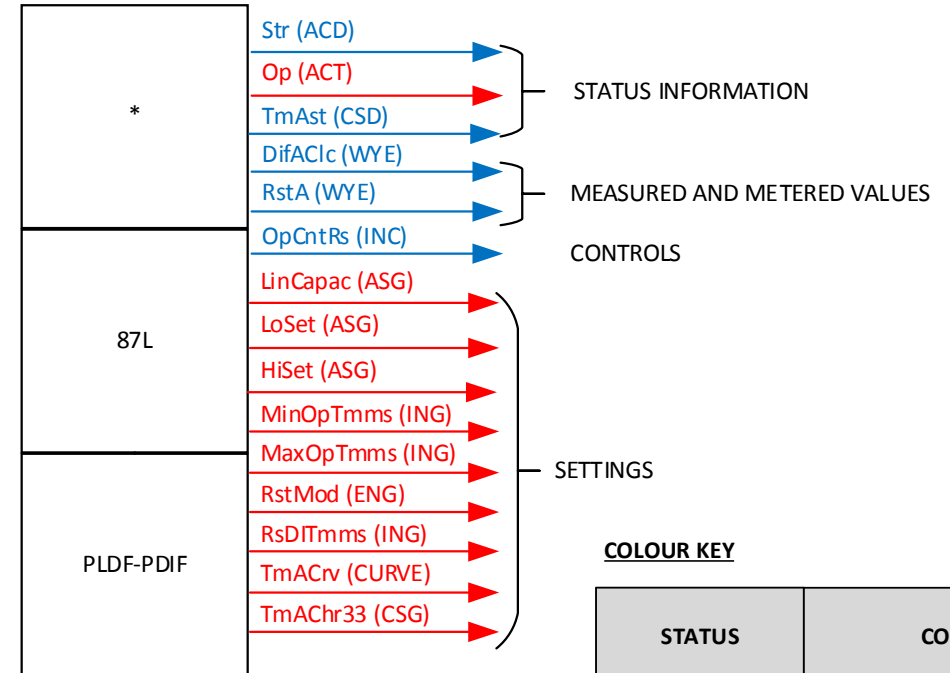 Str (ACD)
Op (ACT)
STATUS INFORMATION
*
TmAst (CSD)
DifAClc (WYE)
RstA (WYE)
MEASURED AND METERED VALUES
OpCntRs (INC)
CONTROLS
LinCapac (ASG)
LoSet (ASG)
87L
HiSet (ASG)
MinOpTmms (ING)
MaxOpTmms (ING)
SETTINGS
RstMod (ENG)
RsDITmms (ING)
PLDF-PDIF
TmACrv (CURVE)
TmAChr33 (CSG)
COLOUR KEY
STATUS
CO